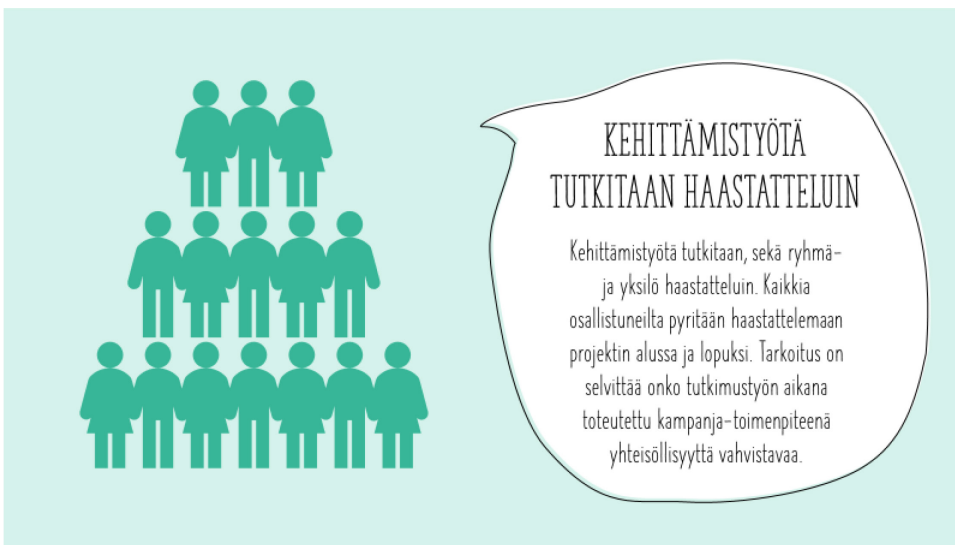 KEHITTÄMISTYÖTÄ
TUTKITAAN HAASTATTELUIN
Kehittämistyötä tutkitaan, sekä ryhmä-
ja yksilö haastatteluin. Kaikkia
osallistuneilta pyritään haastattelemaan
projektin alussa ja lopuksi. Tarkoitus on
selvittää onko tutkimustyön aikana
toteutettu kampanja-toimenpiteenä
yhteisöllisyyttä vahvistavaa.